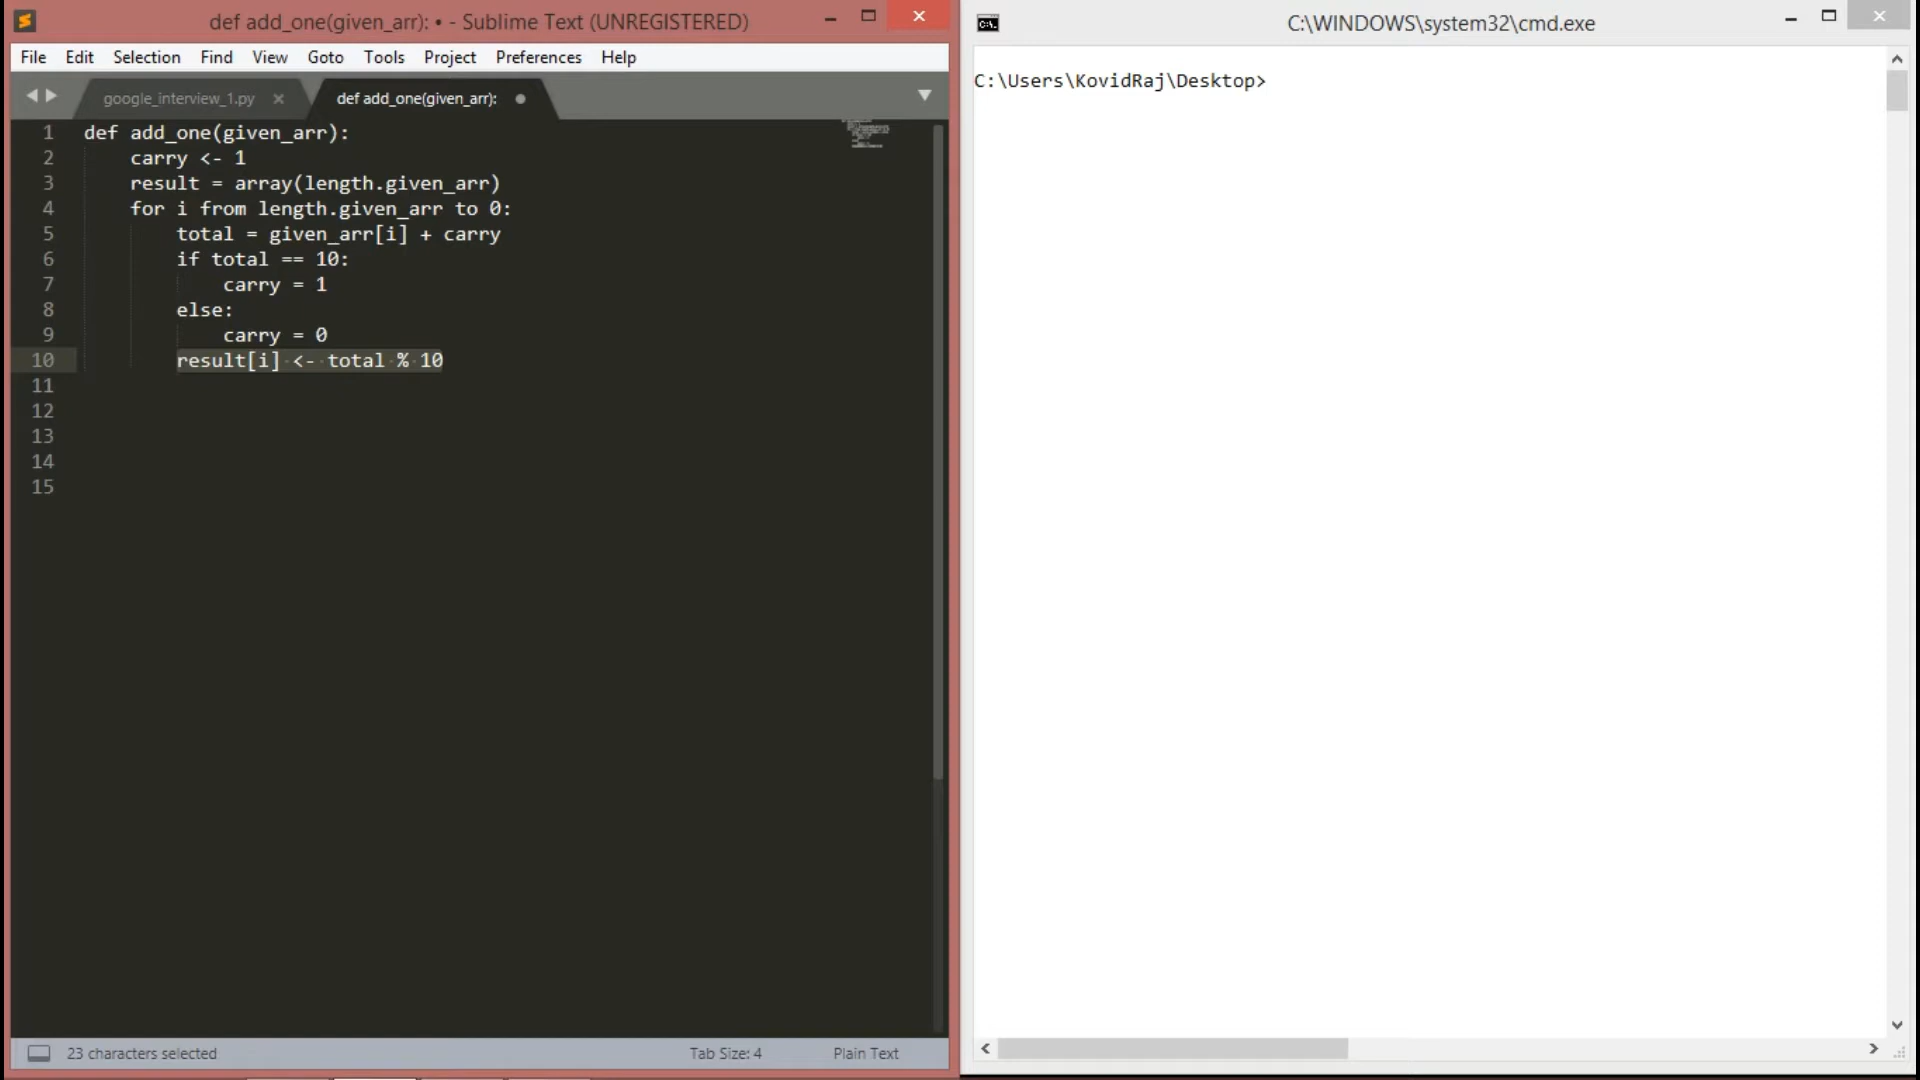 def add_one(given_arr): • - Sublime Text (UNREGISTERED)
File Edit Selection Find View Goto Tools Project Preferences Help
google_interview_1.py def add_one(given_arr):
1 def add_one(given_arr):
2 carry <- 1
3 result = array(length.given_arr)
4 for i from length.given_arr to 0:
5 total = given_arr[i] + carry
6 if total == 10:
7 carry = 1
8 else:
9 carry = 0
10 result[i] <- total % 10
11
12
13
14
15
23 characters selected Tab Size: 4 Plain Text
C:\WINDOWS\system32\cmd.exe
C:\Users\KovidRaj\Desktop>